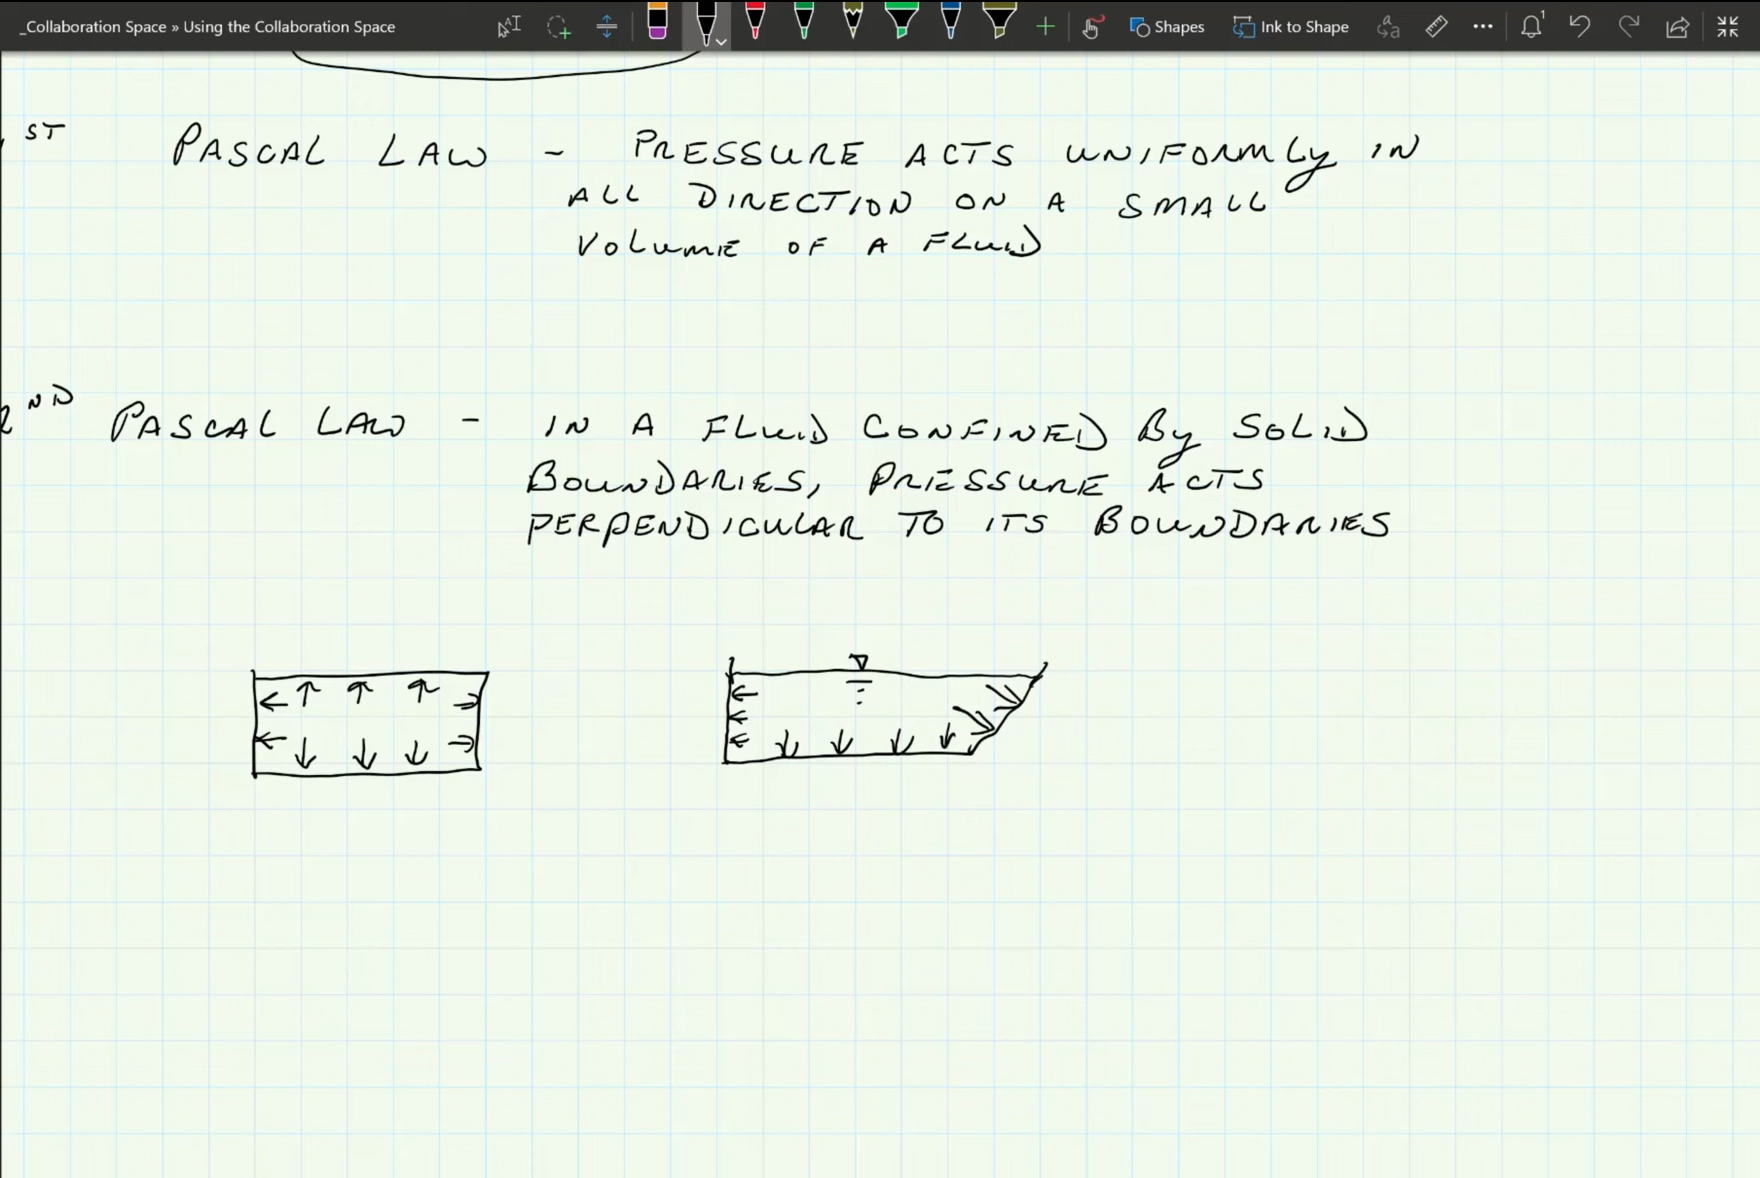 _Collaboration Space » Using the Collaboration Space
Shapes
Ink to Shape
ST PASCAL LAW - PRESSURE ACTS UNIFORMLY IN
ALL DIRECTION ON A SMALL
VOLUME OF A FLUID
2ND PASCAL LAW - IN A FLUID CONFINED BY SOLID
BOUNDARIES, PRESSURE ACTS
PERPENDICULAR TO ITS BOUNDARIES